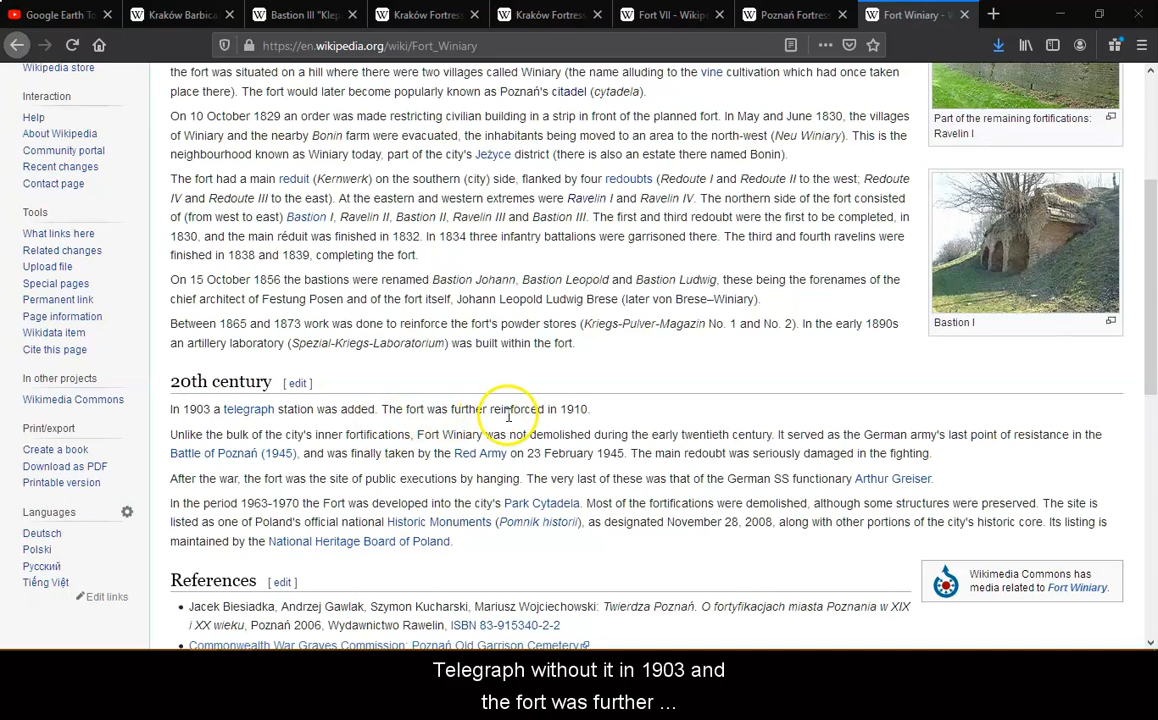 Google Earth To
Kraków Barbica
Bastion III "Klep
Kraków Fortress
Kraków Fortress
Fort VII - Wikip
Poznań Fortress
Fort Winiary - W
https://en.wikipedia.org/wiki/Fort_Winiary
Wikipedia store
Interaction
Help
About Wikipedia
Community portal
Recent changes
Contact page
Tools
What links here
Related changes
Upload file
Special pages
Permanent link
Page information
Wikidata item
Cite this page
In other projects
Wikimedia Commons
Print/export
Create a book
Download as PDF
Printable version
Languages
Deutsch
Polski
Русский
Tiếng Việt
Edit links
the fort was situated on a hill where there were two villages called Winiary (the name alluding to the vine cultivation which had once taken
place there). The fort would later become popularly known as Poznań's citadel (cytadela).
On 10 October 1829 an order was made restricting civilian building in a strip in front of the planned fort. In May and June 1830, the villages
of Winiary and the nearby Bonin farm were evacuated, the inhabitants being moved to an area to the north-west (Neu Winiary). This is the
neighbourhood known as Winiary today, part of the city's Jeżyce district (there is also an estate there named Bonin).
The fort had a main reduit (Kernwerk) on the southern (city) side, flanked by four redoubts (Redoute I and Redoute II to the west; Redoute
IV and Redoute III to the east). At the eastern and western extremes were Ravelin I and Ravelin IV. The northern side of the fort consisted
of (from west to east) Bastion I, Ravelin II, Bastion II, Ravelin III and Bastion III. The first and third redoubt were the first to be completed, in
1830, and the main réduit was finished in 1832. In 1834 three infantry battalions were garrisoned there. The third and fourth ravelins were
finished in 1838 and 1839, completing the fort.
On 15 October 1856 the bastions were renamed Bastion Johann, Bastion Leopold and Bastion Ludwig, these being the forenames of the
chief architect of Festung Posen and of the fort itself, Johann Leopold Ludwig Brese (later von Brese–Winiary).
Between 1865 and 1873 work was done to reinforce the fort's powder stores (Kriegs-Pulver-Magazin No. 1 and No. 2). In the early 1890s
an artillery laboratory (Spezial-Kriegs-Laboratorium) was built within the fort.
Part of the remaining fortifications:
Ravelin I
Bastion I
20th century [ edit ]
In 1903 a telegraph station was added. The fort was further reinforced in 1910.
Unlike the bulk of the city's inner fortifications, Fort Winiary was not demolished during the early twentieth century. It served as the German army's last point of resistance in the
Battle of Poznań (1945), and was finally taken by the Red Army on 23 February 1945. The main redoubt was seriously damaged in the fighting.
After the war, the fort was the site of public executions by hanging. The very last of these was that of the German SS functionary Arthur Greiser.
In the period 1963-1970 the Fort was developed into the city's Park Cytadela. Most of the fortifications were demolished, although some structures were preserved. The site is
listed as one of Poland's official national Historic Monuments (Pomnik historii), as designated November 28, 2008, along with other portions of the city's historic core. Its listing is
maintained by the National Heritage Board of Poland.
References [ edit ]
Jacek Biesiadka, Andrzej Gawlak, Szymon Kucharski, Mariusz Wojciechowski: Twierdza Poznań. O fortyfikacjach miasta Poznania w XIX
i XX wieku, Poznań 2006, Wydawnictwo Rawelin, ISBN 83-915340-2-2
Commonwealth War Graves Commission: Poznań Old Garrison Cemetery
Wikimedia Commons has
media related to Fort Winiary.
Telegraph without it in 1903 and
the fort was further ...